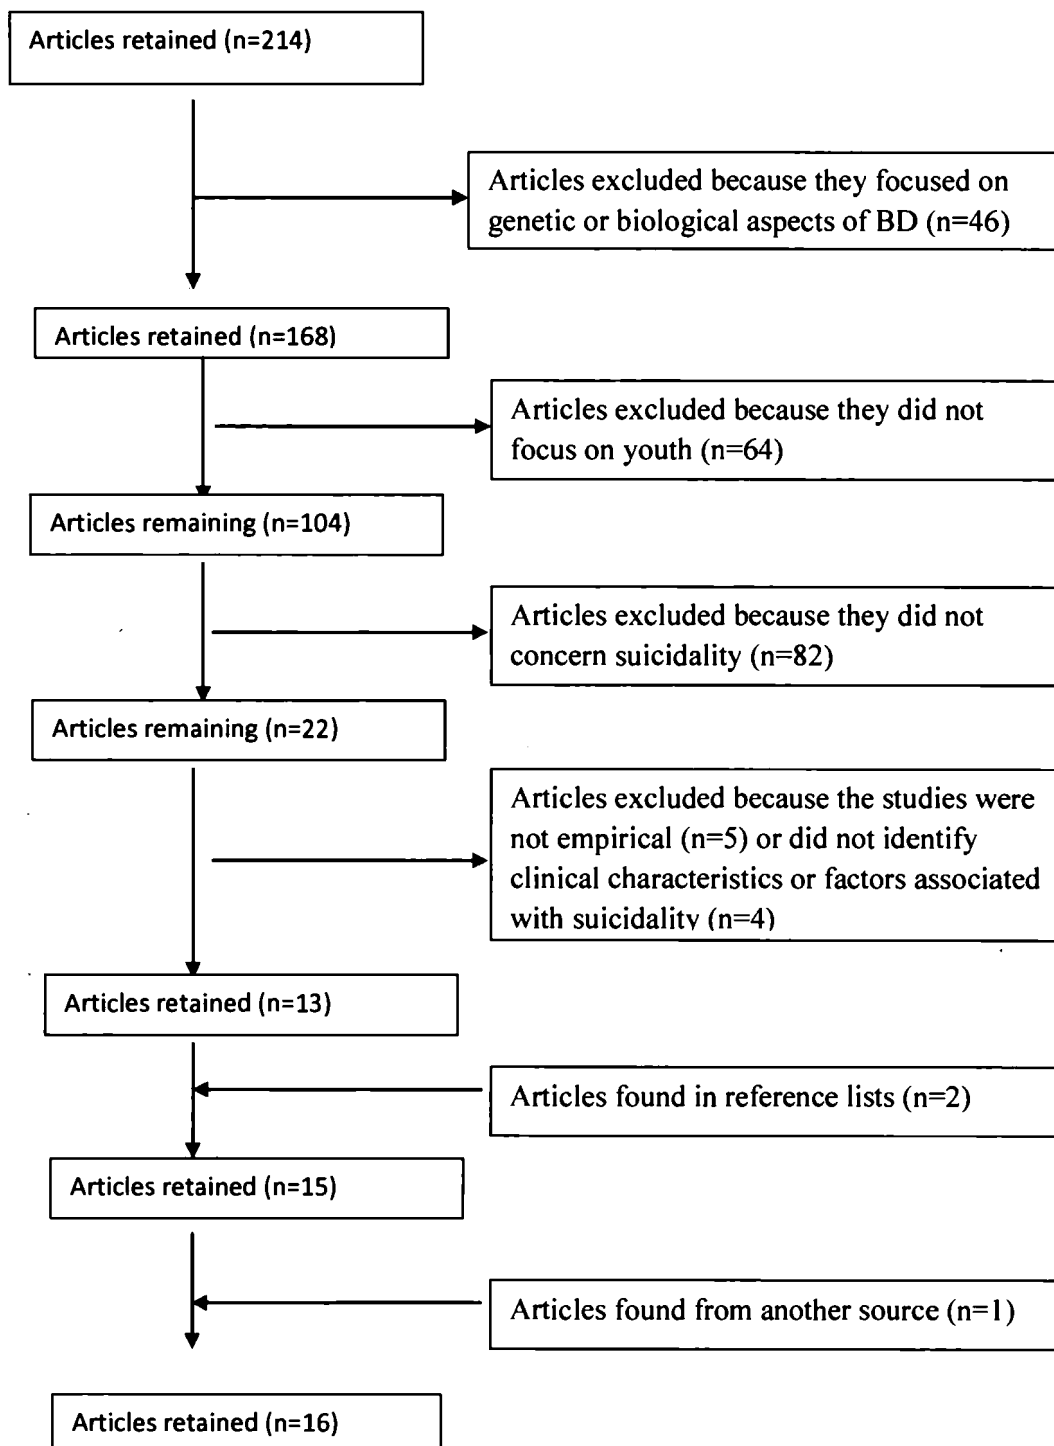 Articles retained (n=214)
Articles excluded because they focused on
genetic or biological aspects of BD (n=46)
Articles retained (n=168)
Articles excluded because they did not
focus on youth (n=64)
Articles remaining (n=104)
Articles excluded because they did not
concern suicidality (n=82)
Articles remaining (n=22)
Articles excluded because the studies were
not empirical (n=5) or did not identify
clinical characteristics or factors associated
with suicidality (n=4)
Articles retained (n=13)
Articles found in reference lists (n=2)
Articles retained (n=15)
Articles found from another source (n=1)
Articles retained (n=16)